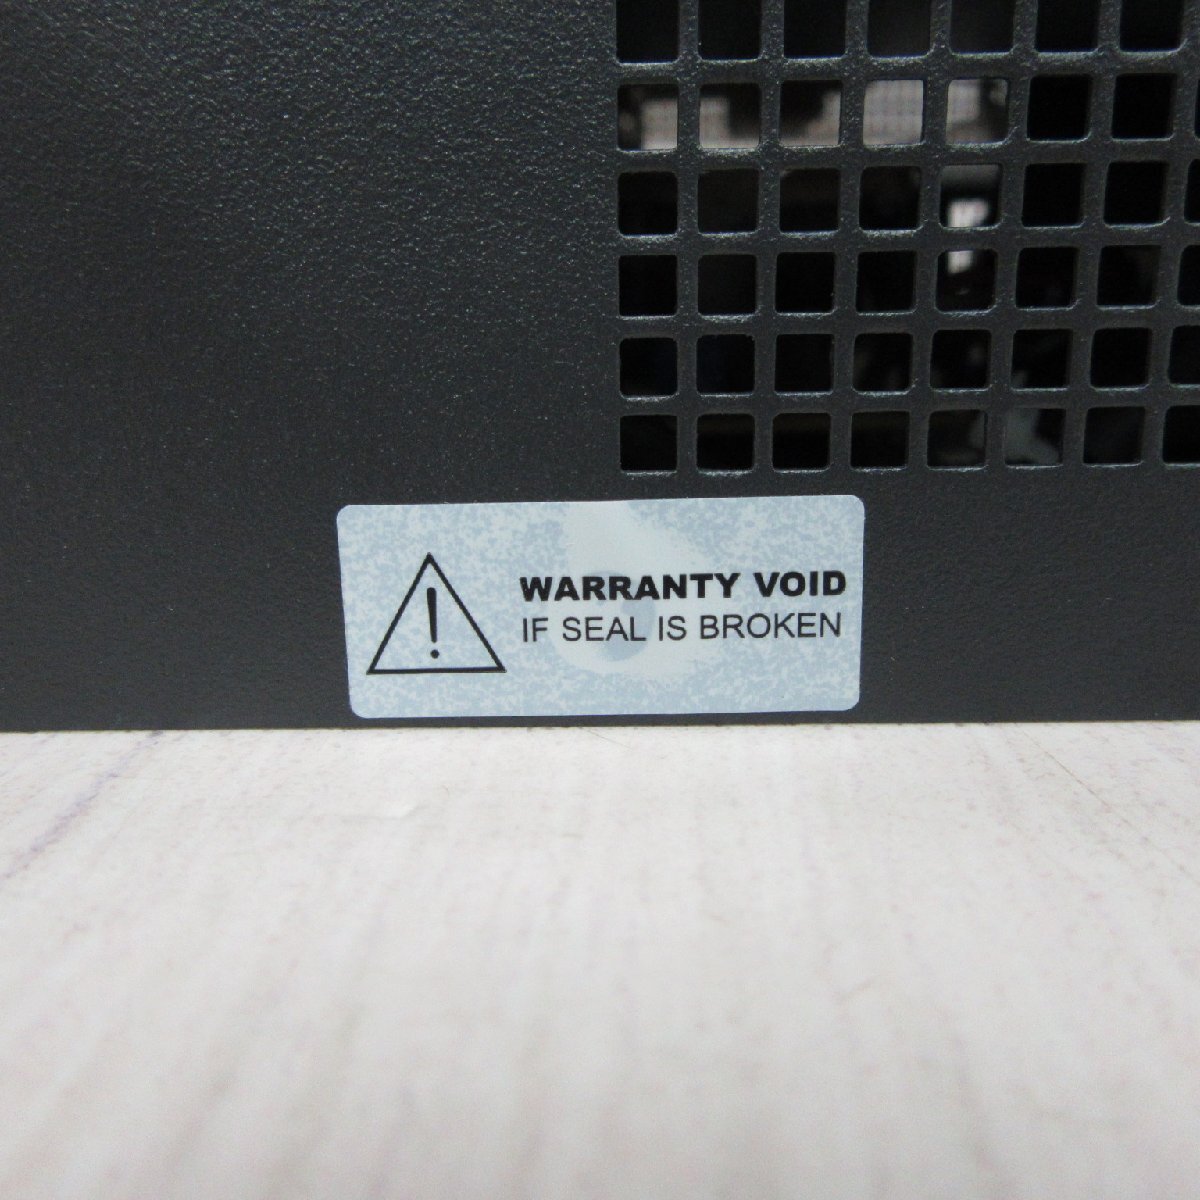 WARRANTY VOID
IF SEAL IS BROKEN